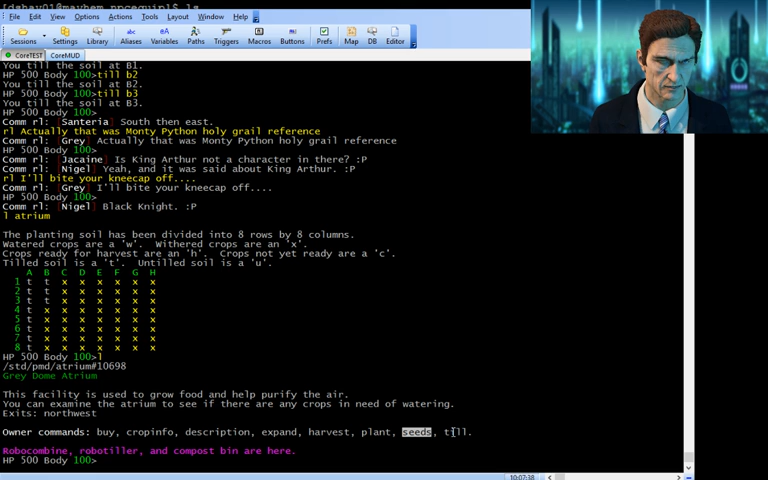 [dshav01@mayhem npcequip]$ ls
File View Options Actions Tools Layout Window Help
Sessions Settings Library Aliases Variables Paths Triggers Macros Buttons Prefs Map DB Editor
CoreTEST CoreMUD
You till the soil at B1.
HP 500 Body 100>till b2
You till the soil at B2.
HP 500 Body 100>till b3
You till the soil at B3.
HP 500 Body 100>
Comm rl: [Santeria] South then east.
rl Actually that was Monty Python holy grail reference
Comm rl: [Grey] Actually that was Monty Python holy grail reference
HP 500 Body 100>
Comm rl: [Jacaine] Is King Arthur not a character in there? :P
Comm rl: [Nigel] Yeah, and it was said about King Arthur. :P
rl I'll bite your kneecap off....
Comm rl: [Grey] I'll bite your kneecap off....
HP 500 Body 100>
Comm rl: [Nigel] Black Knight. :P
l atrium
The planting soil has been divided into 8 rows by 8 columns.
Watered crops are a 'w'. Withered crops are an 'x'.
Crops ready for harvest are an 'h'. Crops not yet ready are a 'c'.
Tilled soil is a 't'. Untilled soil is a 'u'.
A B C D E F G H
1 t t x x x x x x
2 t t x x x x x x
3 t t x x x x x x
4 t x x x x x x x
5 t x x x x x x x
6 t x x x x x x x
7 t x x x x x x x
8 t x x x x x x x
HP 500 Body 100>l
/std/pmd/atrium#10698
Grey Dome Atrium
This facility is used to grow food and help purify the air.
You can examine the atrium to see if there are any crops in need of watering.
Exits: northwest
Owner commands: buy, cropinfo, description, expand, harvest, plant, seeds, till.
Robocombine, robotiller, and compost bin are here.
HP 500 Body 100>
10:07:38